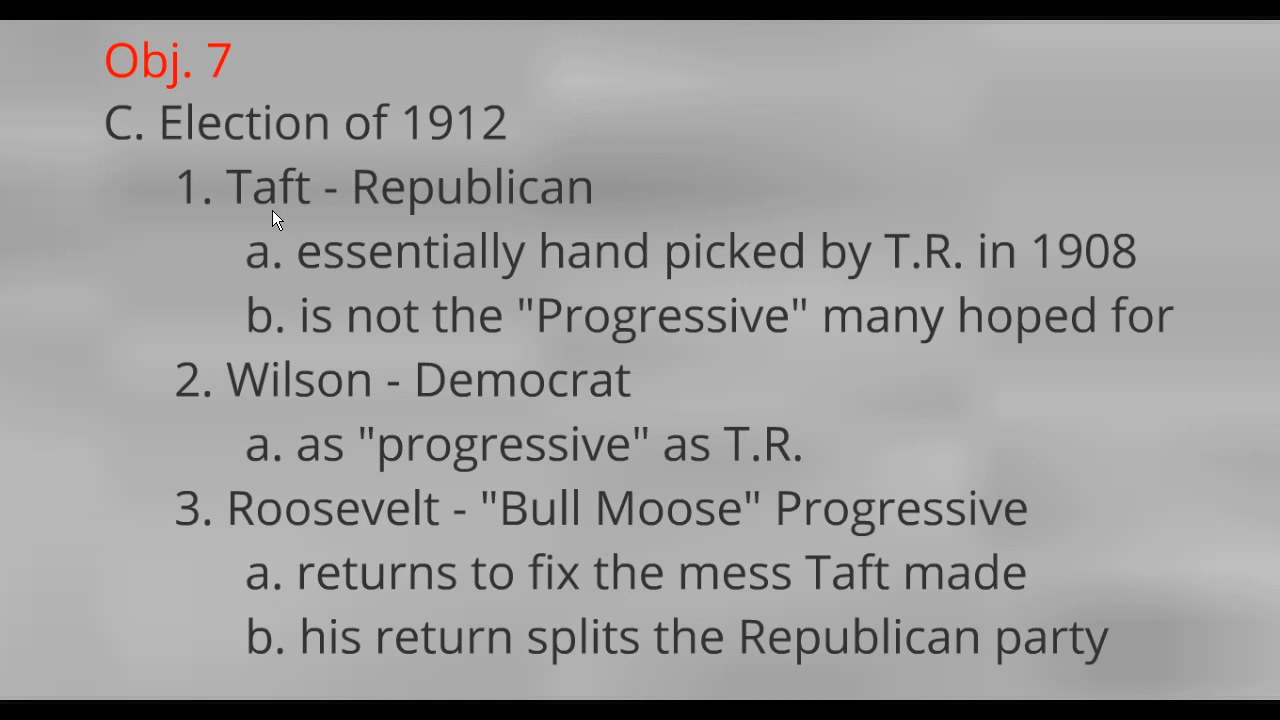 Obj. 7
C. Election of 1912
1. Taft - Republican
a. essentially hand picked by T.R. in 1908
b. is not the "Progressive" many hoped for
2. Wilson - Democrat
a. as "progressive" as T.R.
3. Roosevelt - "Bull Moose" Progressive
a. returns to fix the mess Taft made
b. his return splits the Republican party